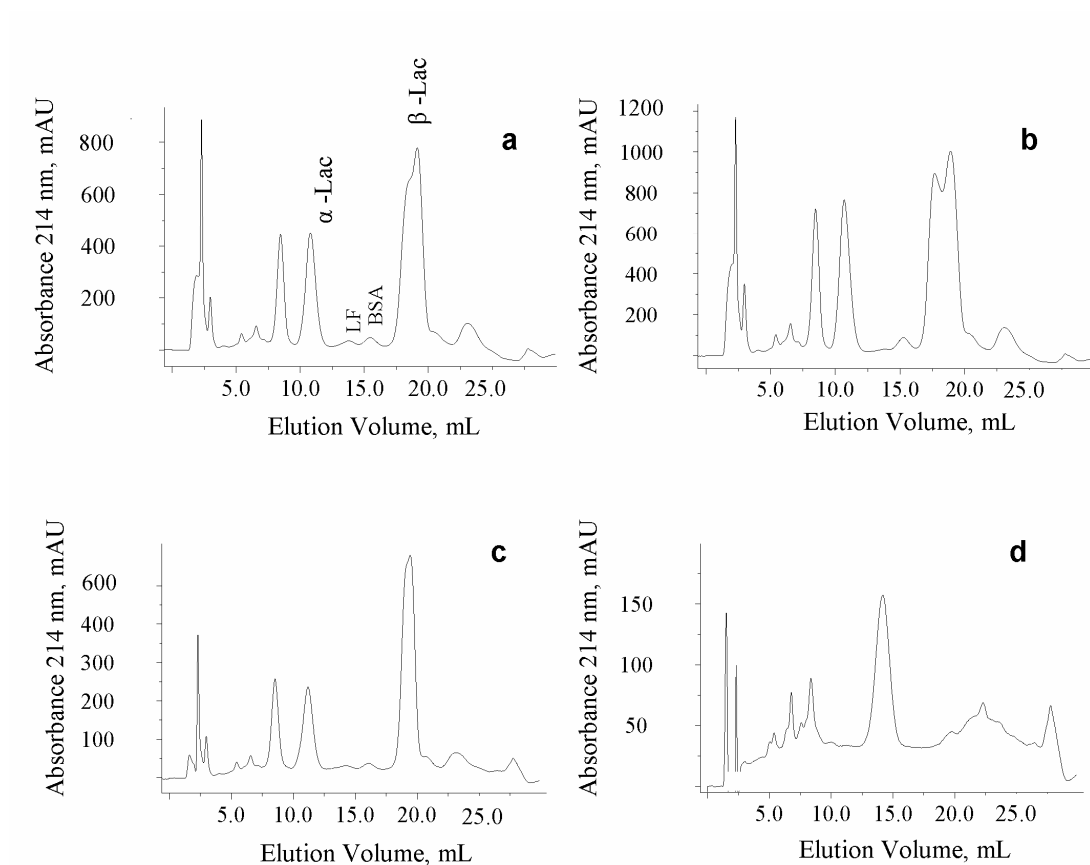 a
β -Lac
α -Lac
LF
BSA
Absorbance 214 nm, mAU
800
600
400
200
5.0 10.0 15.0 20.0 25.0
Elution Volume, mL
b
Absorbance 214 nm, mAU
1200
1000
800
600
400
200
5.0 10.0 15.0 20.0 25.0
Elution Volume, mL
c
Absorbance 214 nm, mAU
600
400
300
200
100
5.0 10.0 15.0 20.0 25.0
Elution Volume, mL
d
Absorbance 214 nm, mAU
150
100
50
5.0 10.0 15.0 20.0 25.0
Elution Volume, mL